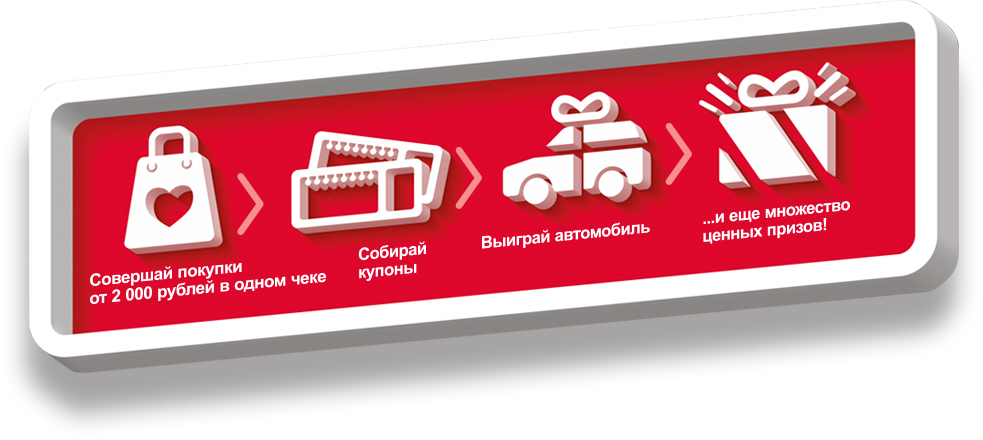 Совершай покупки
от 2 000 рублей в одном чеке
Собирай
купоны
Выиграй автомобиль
...и еще множество
ценных призов!